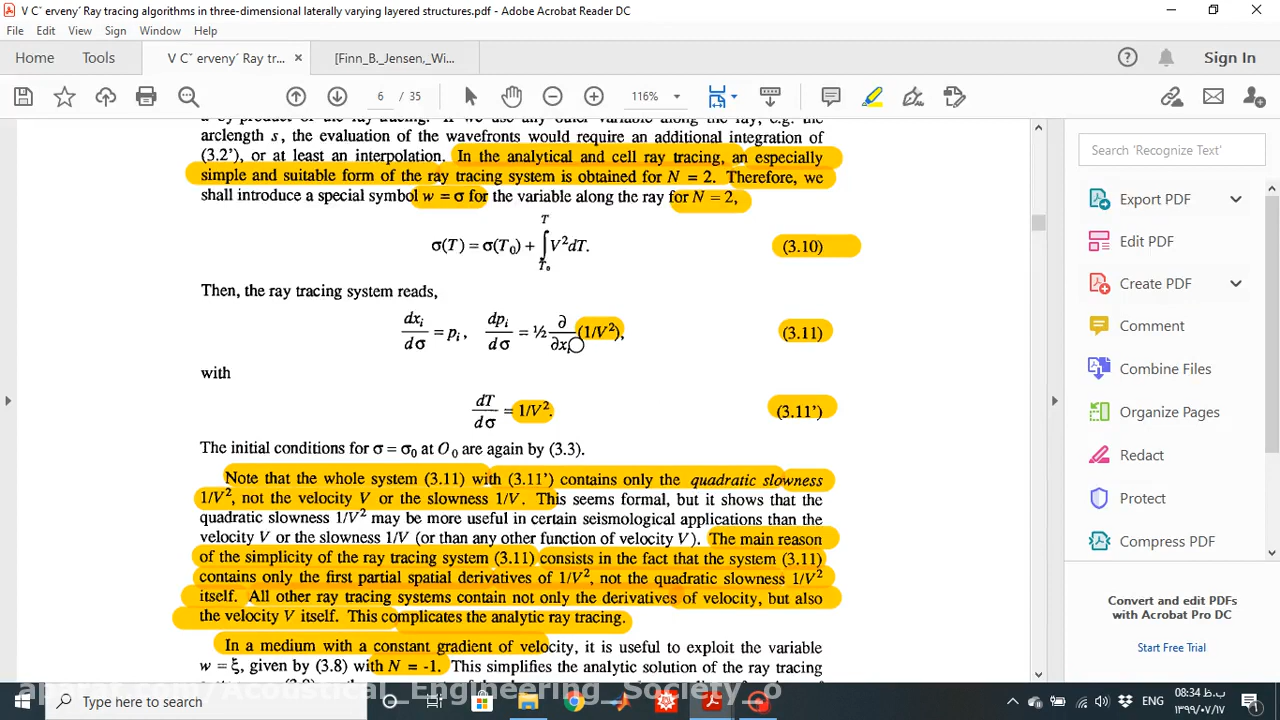 V Cˇ ervenyˊ Ray tracing algorithms in three-dimensional laterally varying layered structures.pdf - Adobe Acrobat Reader DC
File Edit View Sign Window Help
Home Tools V Cˇ ervenyˊ Ray tr... × [Finn_B._Jensen,_Wi...
Sign In
6 / 35 116%
arclength s, the evaluation of the wavefronts would require an additional integration of
(3.2'), or at least an interpolation. In the analytical and cell ray tracing, an especially
simple and suitable form of the ray tracing system is obtained for N = 2. Therefore, we
shall introduce a special symbol w = σ for the variable along the ray for N = 2,
σ(T) = σ(T₀) + ∫ V²dT. (3.10)
Then, the ray tracing system reads,
dxᵢ/dσ = pᵢ, dpᵢ/dσ = ½ ∂/∂xᵢ (1/V²), (3.11)
with
dT/dσ = 1/V². (3.11')
The initial conditions for σ = σ₀ at O₀ are again by (3.3).
Note that the whole system (3.11) with (3.11') contains only the quadratic slowness
1/V², not the velocity V or the slowness 1/V. This seems formal, but it shows that the
quadratic slowness 1/V² may be more useful in certain seismological applications than the
velocity V or the slowness 1/V (or than any other function of velocity V). The main reason
of the simplicity of the ray tracing system (3.11) consists in the fact that the system (3.11)
contains only the first partial spatial derivatives of 1/V², not the quadratic slowness 1/V²
itself. All other ray tracing systems contain not only the derivatives of velocity, but also
the velocity V itself. This complicates the analytic ray tracing.
In a medium with a constant gradient of velocity, it is useful to exploit the variable
w = ξ, given by (3.8) with N = -1. This simplifies the analytic solution of the ray tracing
Search 'Recognize Text'
Export PDF
Edit PDF
Create PDF
Comment
Combine Files
Organize Pages
Redact
Protect
Compress PDF
Convert and edit PDFs
with Acrobat Pro DC
Start Free Trial
aparat.com/Acoustical_Engineering_Society_o
Type here to search
ENG
08:34 ب.ظ
۱۳۹۹/۰۷/۱۷
1